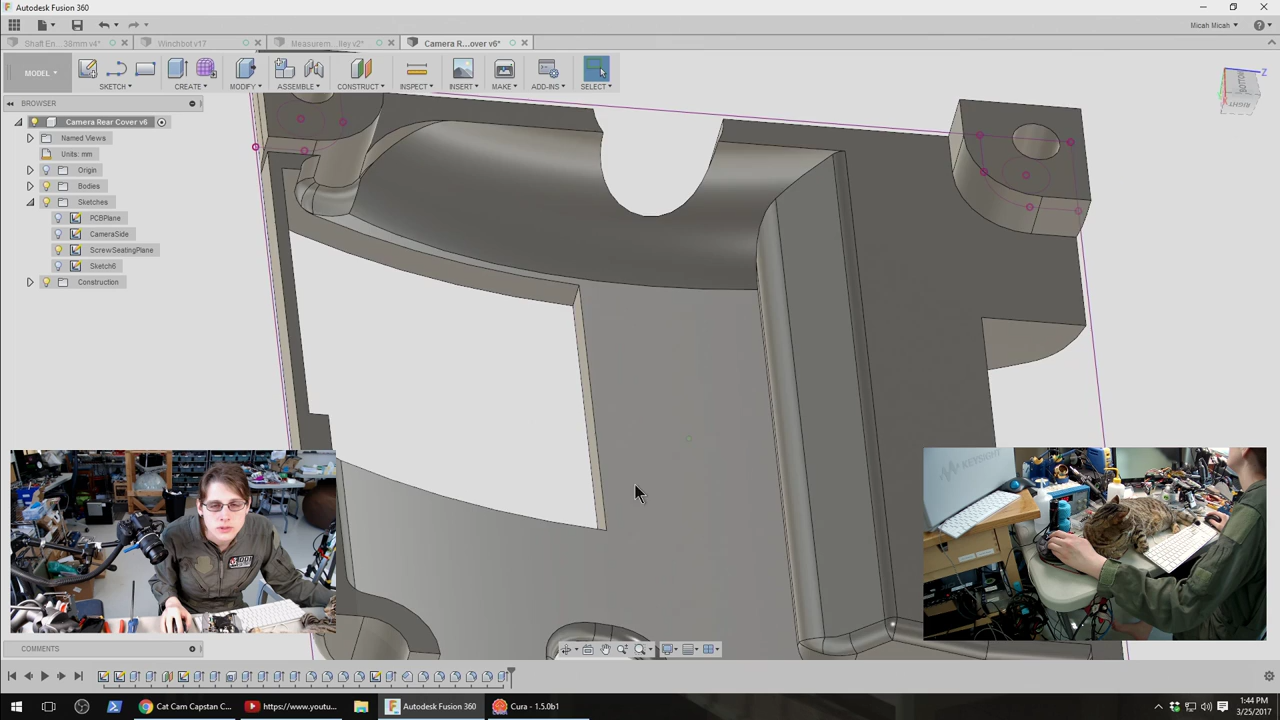 Autodesk Fusion 360
Micah Micah
Shaft En...38mm v4*
Winchbot v17
Measurem...lley v2*
Camera R...over v6*
MODEL
SKETCH
CREATE
MODIFY
ASSEMBLE
CONSTRUCT
INSPECT
INSERT
MAKE
ADD-INS
SELECT
BROWSER
Camera Rear Cover v6
Named Views
Units: mm
Origin
Bodies
Sketches
PCBPlane
CameraSide
ScrewSeatingPlane
Sketch6
Construction
Z
RIGHT
KEYSIGHT
COMMENTS
Cat Cam Capstan C...
https://www.youtu...
Autodesk Fusion 360
Cura - 1.5.0b1
1:44 PM
3/25/2017